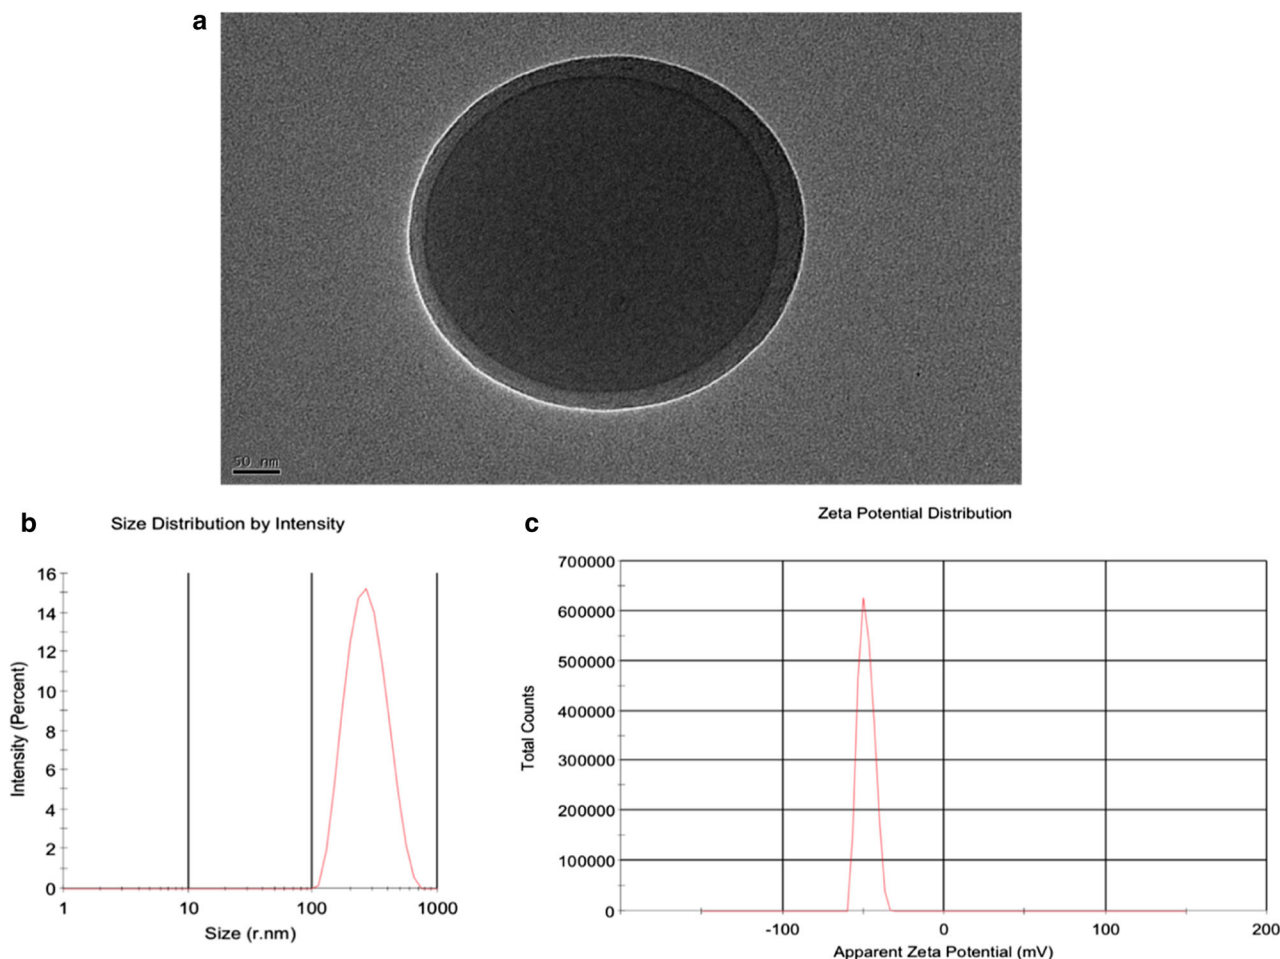 a
50 nm
b
Size Distribution by Intensity
16
14
12
10
8
6
4
2
0
1
10
100
1000
Intensity (Percent)
Size (r.nm)
c
Zeta Potential Distribution
700000
600000
500000
400000
300000
200000
100000
0
-100
0
100
200
Total Counts
Apparent Zeta Potential (mV)